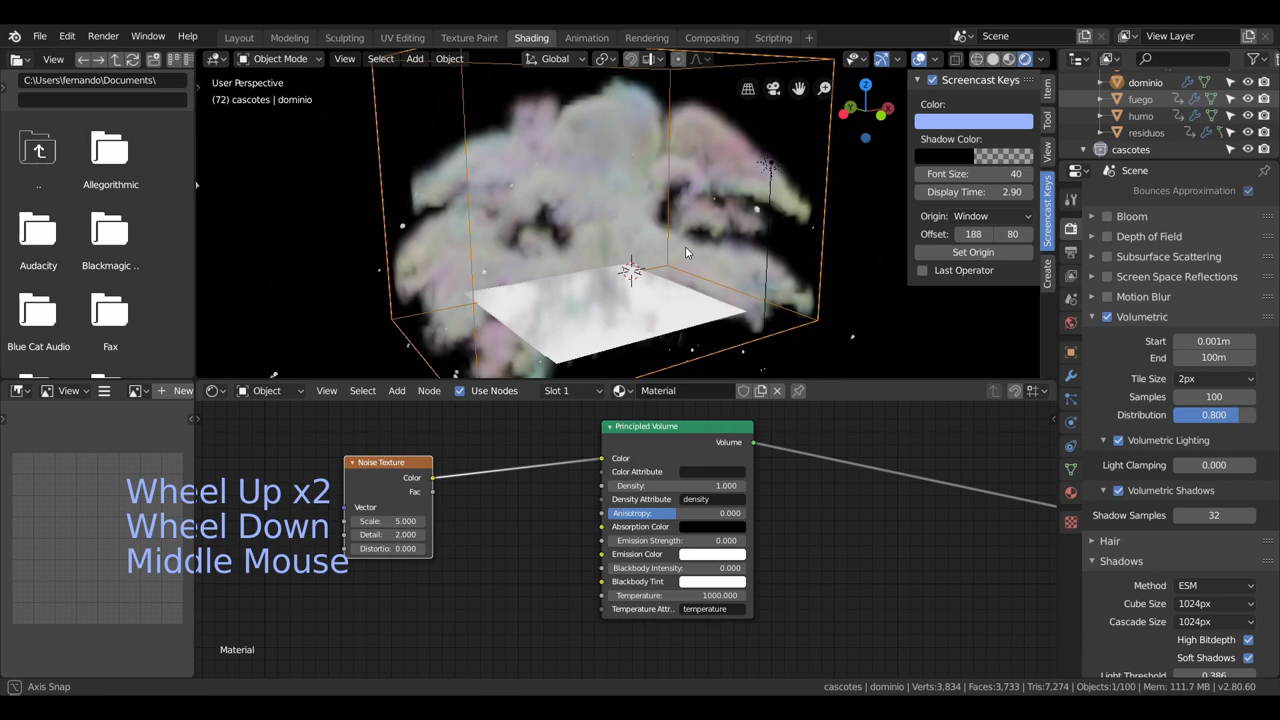 File Edit Render Window Help
Layout Modeling Sculpting UV Editing Texture Paint Shading Animation Rendering Compositing Scripting +
Scene
View Layer
View
C:\Users\fernando\Documents\
..
Allegorithmic
Audacity
Blackmagic ..
Blue Cat Audio
Fax
Object Mode View Select Add Object
Global
User Perspective
(72) cascotes | dominio
Z
Y
X
Screencast Keys
Color:
Shadow Color:
Font Size: 40
Display Time: 2.90
Origin: Window
Offset: 188 80
Set Origin
Last Operator
Item
Tool
View
Screencast Keys
Create
dominio
fuego
humo
residuos
cascotes
Scene
Bounces Approximation
Bloom
Depth of Field
Subsurface Scattering
Screen Space Reflections
Motion Blur
Volumetric
Start 0.001m
End 100m
Tile Size 2px
Samples 100
Distribution 0.800
Volumetric Lighting
Light Clamping 0.000
Volumetric Shadows
Shadow Samples 32
Hair
Shadows
Method ESM
Cube Size 1024px
Cascade Size 1024px
High Bitdepth
Soft Shadows
Light Threshold 0.386
View
+ New
Object View Select Add Node Use Nodes Slot 1 Material
Noise Texture
Color
Fac
Vector
Scale: 5.000
Detail: 2.000
Distortio: 0.000
Principled Volume
Volume
Color
Color Attribute
Density: 1.000
Density Attribute density
Anisotropy: 0.000
Absorption Color
Emission Strength: 0.000
Emission Color
Blackbody Intensity: 0.000
Blackbody Tint
Temperature: 1000.000
Temperature Attr.. temperature
Wheel Up x2
Wheel Down
Middle Mouse
Material
Axis Snap
cascotes | dominio | Verts:3,834 | Faces:3,733 | Tris:7,274 | Objects:1/100 | Mem: 111.7 MB | v2.80.60